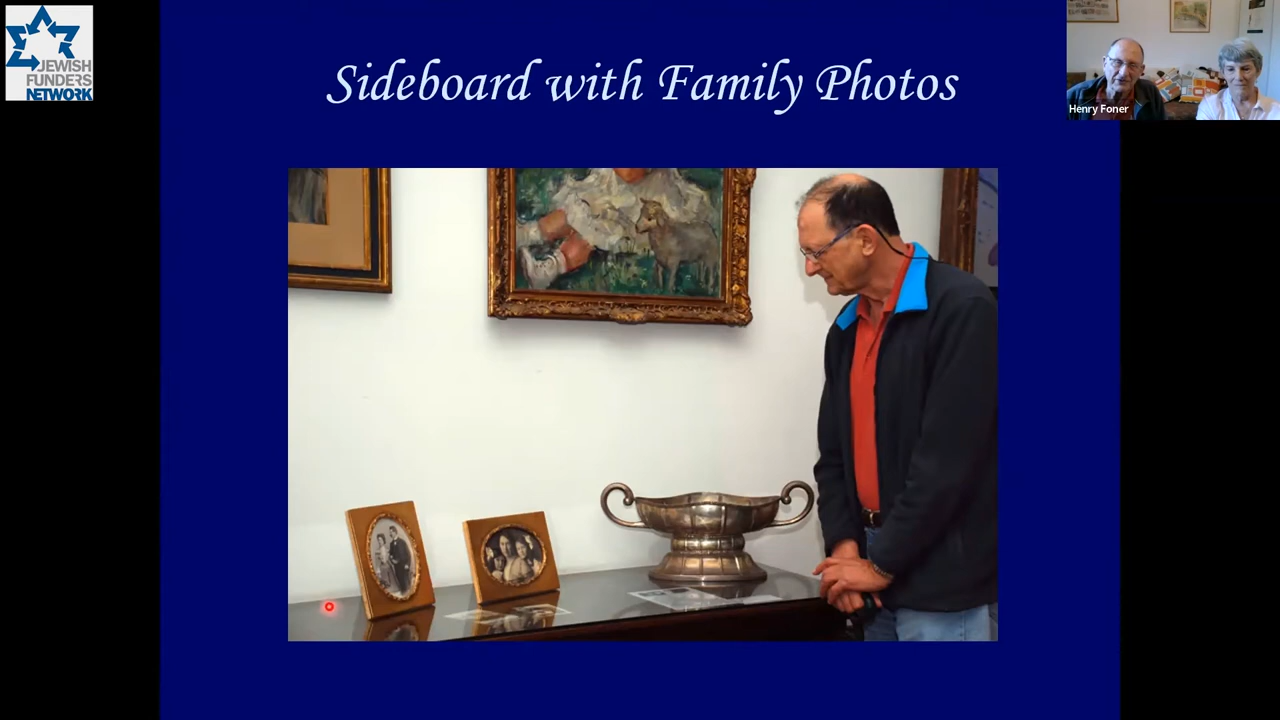 JEWISH
FUNDERS
NETWORK
Sideboard with Family Photos
Henry Foner